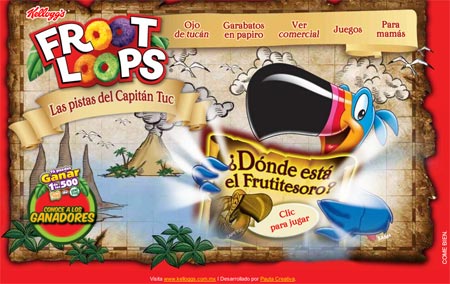 Kellogg's
FROOT
LOOPS
Las pistas del Capitán Tuc
Ojo
de tucán
Garabatos
en papiro
Ver
comercial
Juegos
Para
mamás
¿Dónde está
el Frutitesoro?
Clic
para jugar
Ganar
500
CONOCE A LOS
GANADORES
COME BIEN.
Visita www.kelloggs.com.mx | Desarrollado por Pauta Creativa.